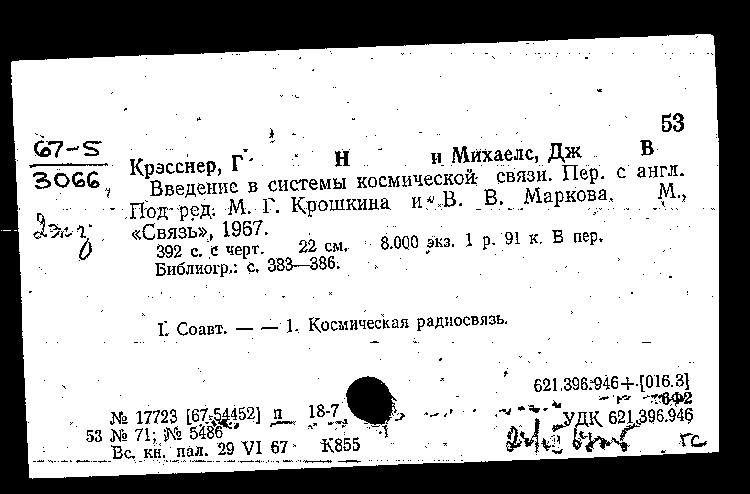 53
67-5
3066
2 экз
Крэсснер, Г Н и Михаелс, Дж В
Введение в системы космической связи. Пер. с англ.
Под ред. М. Г. Крошкина и В. В. Маркова. М.,
«Связь», 1967.
392 с. с черт. 22 см. 8.000 экз. 1 р. 91 к. В пер.
Библиогр.: с. 383—386.
I. Соавт. — — 1. Космическая радиосвязь.
621.396.946+[016.3]
6Ф2
№ 17723 [67-54452] п 18-7
УДК 621.396.946
53 № 71; № 5486
Вс. кн. пал. 29 VI 67 К855
гс